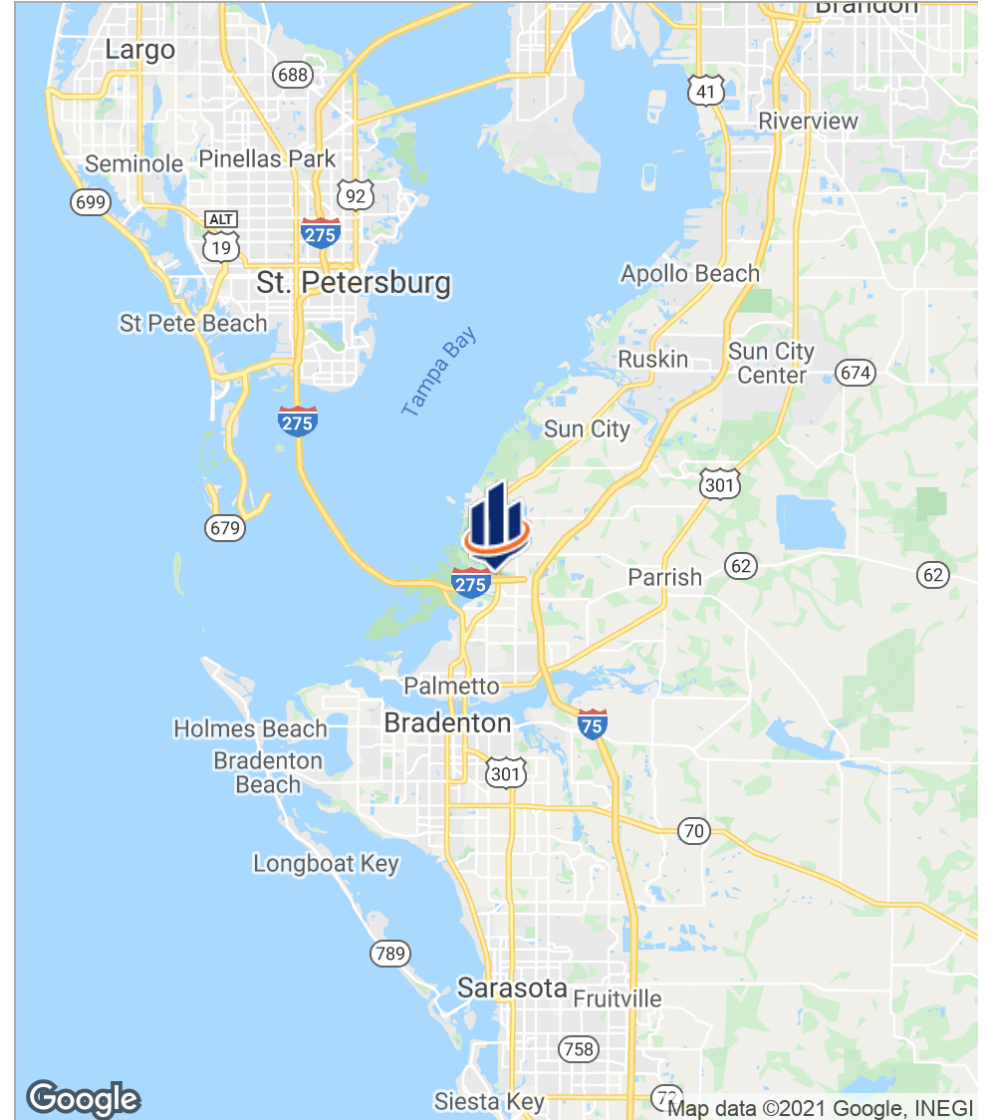 Brandon
Largo
688
41
Riverview
Seminole
Pinellas Park
92
699
ALT
19
275
St. Petersburg
Apollo Beach
St Pete Beach
Tampa Bay
Ruskin
Sun City
Center
674
275
Sun City
301
679
275
Parrish
62
62
Palmetto
Holmes Beach
Bradenton
75
Bradenton
Beach
301
70
Longboat Key
789
Sarasota
Fruitville
758
Google
Siesta Key
72
Map data ©2021 Google, INEGI